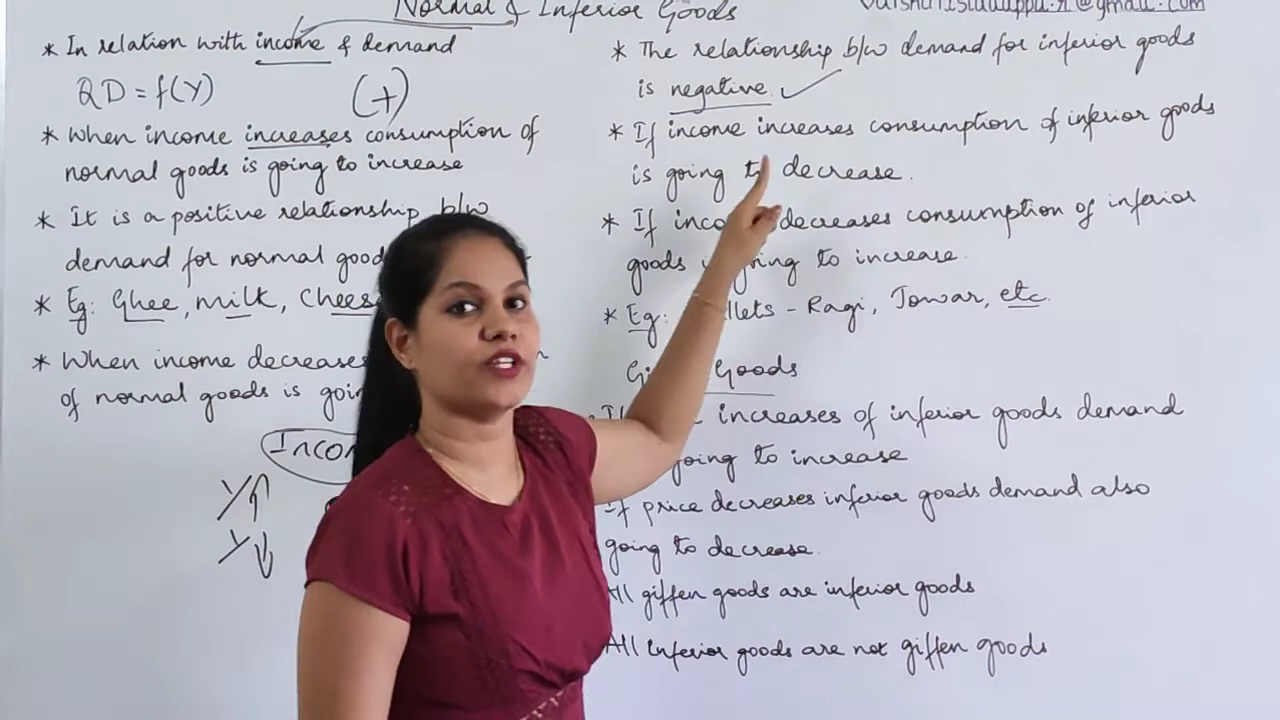 Normal & Inferior Goods
* In relation with income & demand
QD = f(Y) (+)
* When income increases consumption of
normal goods is going to increase
* It is a positive relationship b/w
demand for normal
* Eg: Ghee, Milk, Cheese
* When income decreases
of normal goods is
Y↑
Y↓
* The relationship b/w demand for inferior goods
is negative ✓
* If income increases consumption of inferior goods
is going to decrease.
* If decreases consumption of inferior
goods to increase.
* Eg: - Ragi, Jowar, etc.
Goods
increases of inferior goods demand
going to increase
If price decreases inferior goods demand also
going to decrease.
All giffen goods are inferior goods
All Inferior goods are not giffen goods